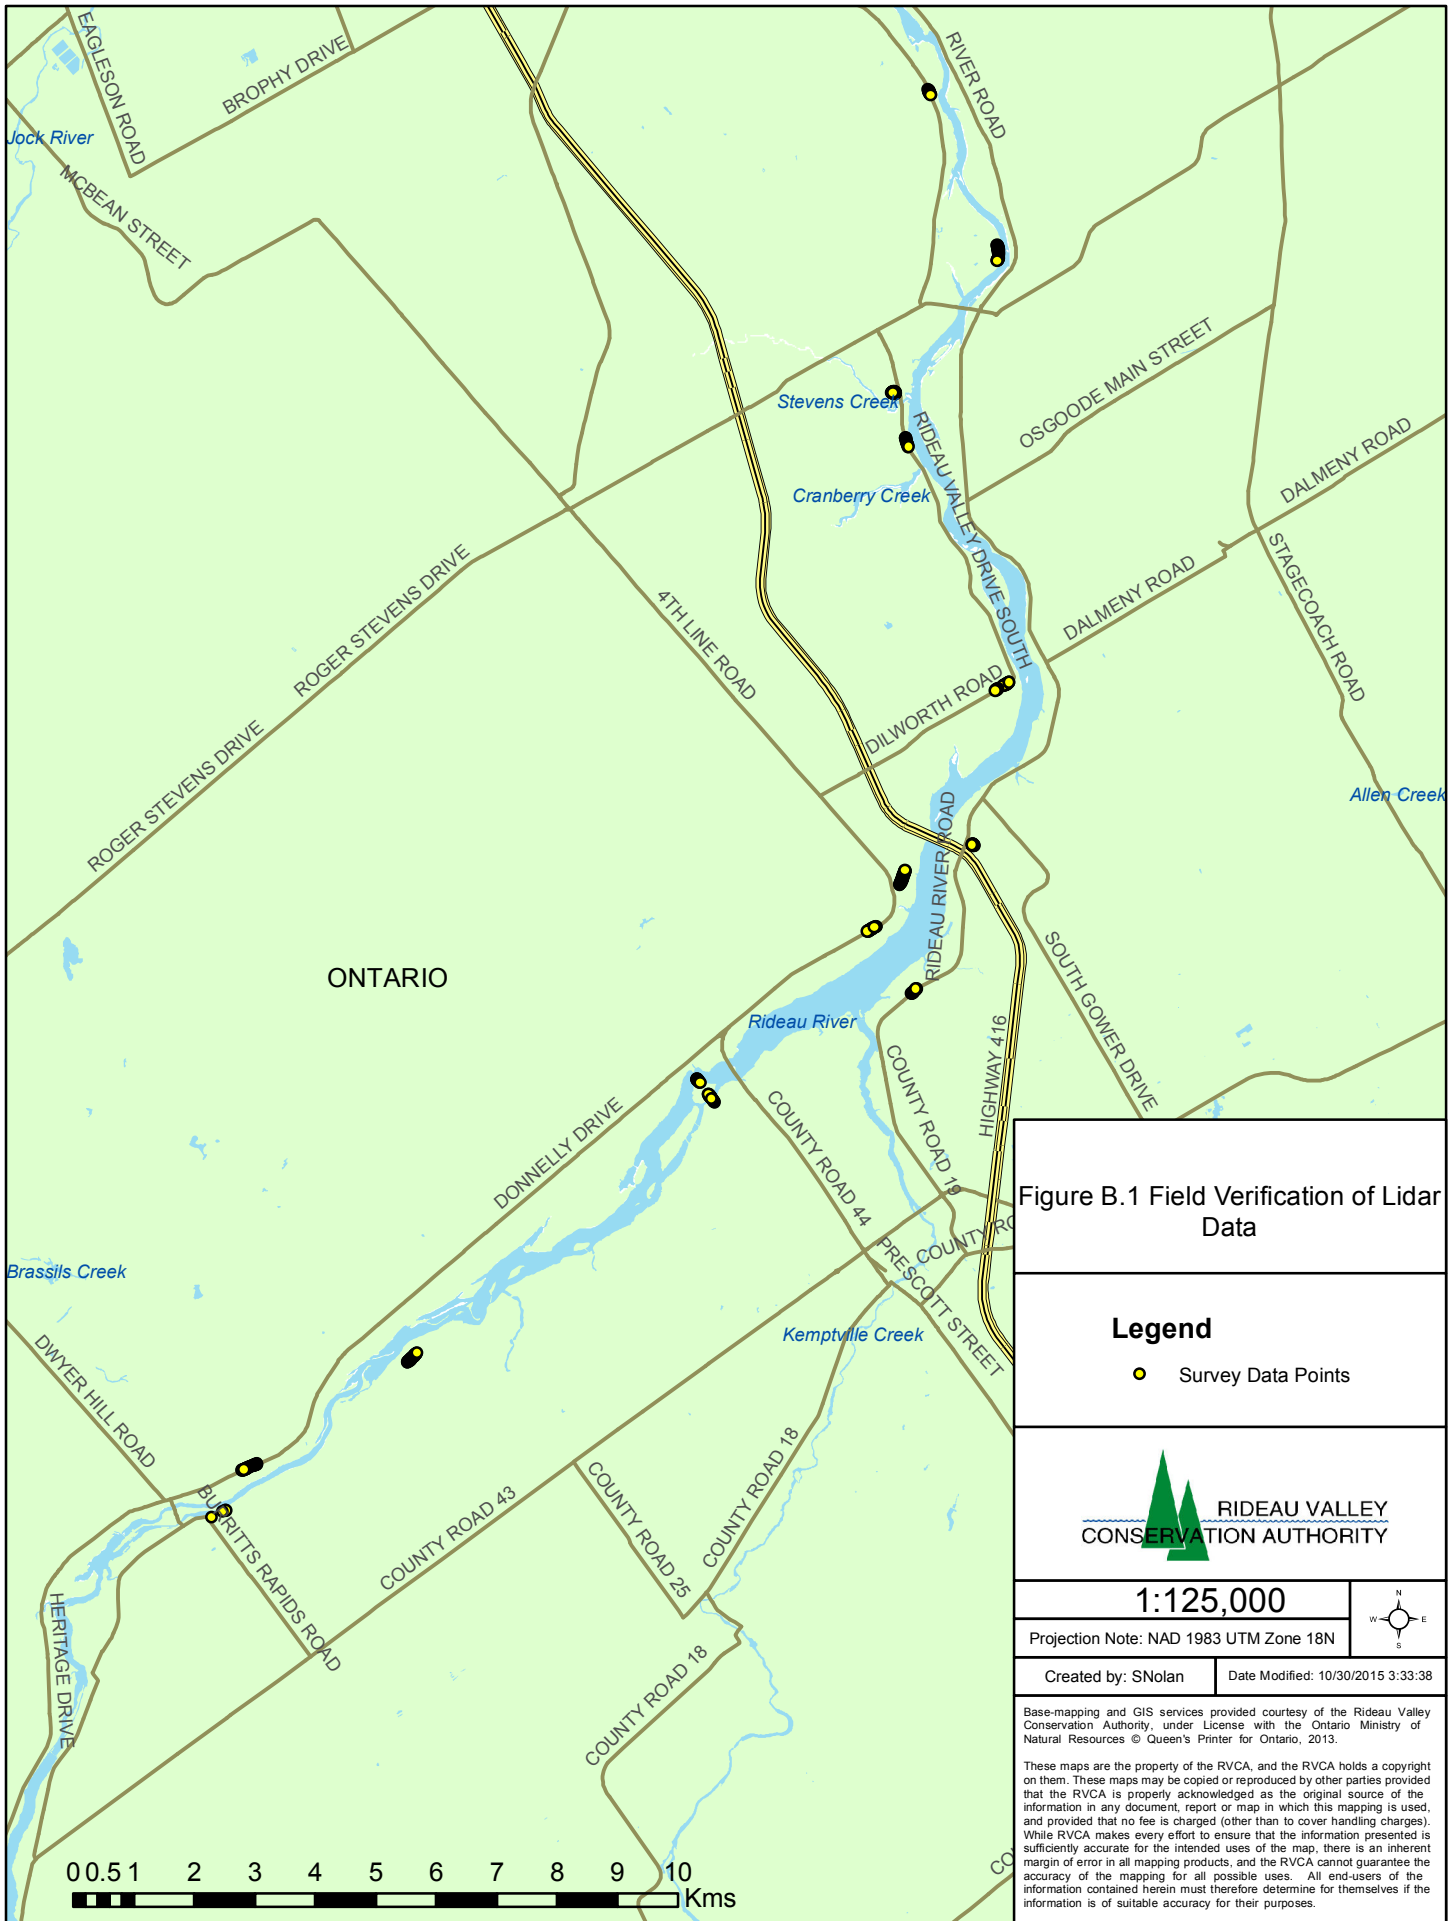 EAGLESON ROAD
BROPHY DRIVE
RIVER ROAD
Jock River
MCBEAN STREET
OSGOODE MAIN STREET
Stevens Creek
RIDEAU VALLEY DRIVE SOUTH
DALMENY ROAD
Cranberry Creek
STAGECOACH ROAD
ROGER STEVENS DRIVE
4TH LINE ROAD
DALMENY ROAD
DILWORTH ROAD
ROGER STEVENS DRIVE
Allen Creek
RIDEAU RIVER ROAD
ONTARIO
SOUTH GOWER DRIVE
Rideau River
HIGHWAY 416
COUNTY ROAD 19
COUNTY ROAD 44
DONNELLY DRIVE
COUNTY RO
PRESCOTT STREET
Brassils Creek
Kemptville Creek
DWYER HILL ROAD
COUNTY ROAD 18
COUNTY ROAD 43
COUNTY ROAD 25
BURRITTS RAPIDS ROAD
HERITAGE DRIVE
COUNTY ROAD 18
CO
0 0.5 1 2 3 4 5 6 7 8 9 10
Kms
Figure B.1 Field Verification of Lidar
Data
Legend
Survey Data Points
RIDEAU VALLEY
CONSERVATION AUTHORITY
1:125,000
N
W E
S
Projection Note: NAD 1983 UTM Zone 18N
Created by: SNolan
Date Modified: 10/30/2015 3:33:38
Base-mapping and GIS services provided courtesy of the Rideau Valley
Conservation Authority, under License with the Ontario Ministry of
Natural Resources © Queen's Printer for Ontario, 2013.
These maps are the property of the RVCA, and the RVCA holds a copyright
on them. These maps may be copied or reproduced by other parties provided
that the RVCA is properly acknowledged as the original source of the
information in any document, report or map in which this mapping is used,
and provided that no fee is charged (other than to cover handling charges).
While RVCA makes every effort to ensure that the information presented is
sufficiently accurate for the intended uses of the map, there is an inherent
margin of error in all mapping products, and the RVCA cannot guarantee the
accuracy of the mapping for all possible uses. All end-users of the
information contained herein must therefore determine for themselves if the
information is of suitable accuracy for their purposes.